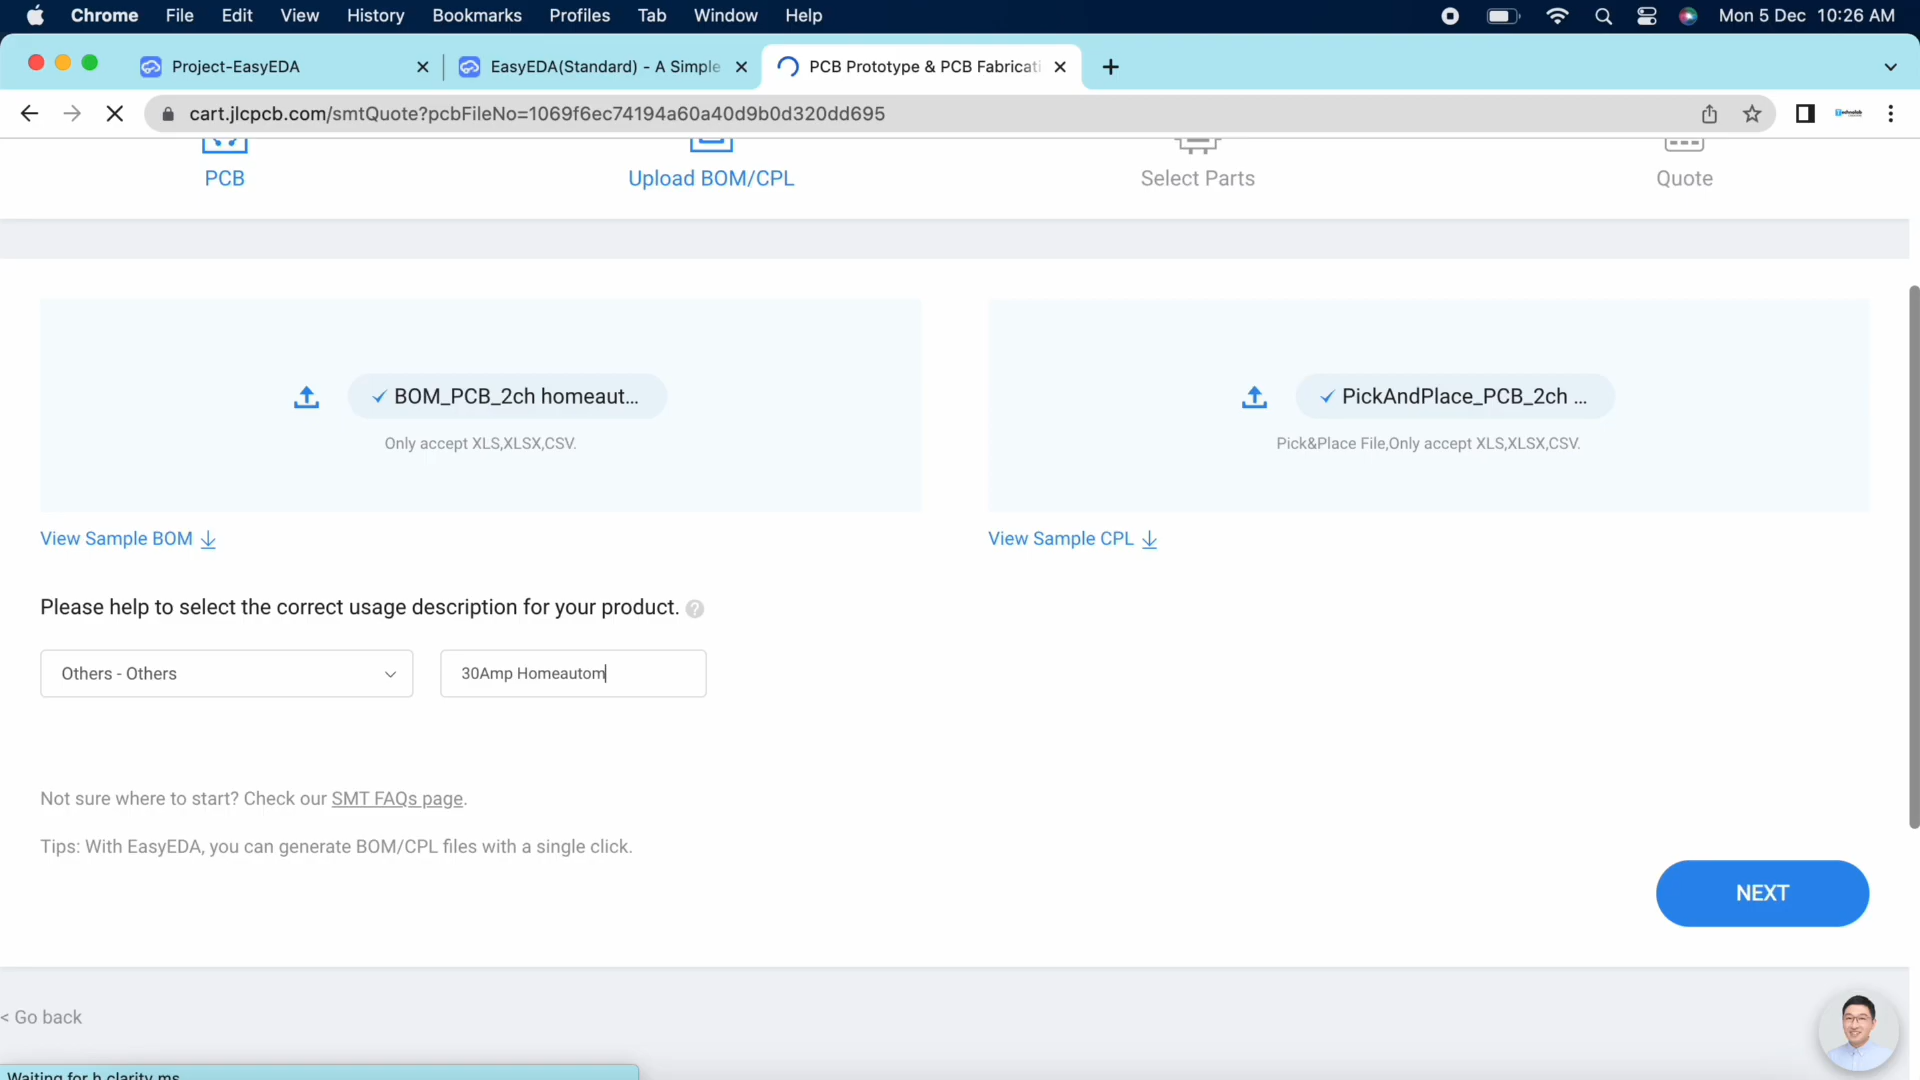 Chrome File Edit View History Bookmarks Profiles Tab Window Help Mon 5 Dec 10:26 AM
Project-EasyEDA EasyEDA(Standard) - A Simple PCB Prototype & PCB Fabricati
cart.jlcpcb.com/smtQuote?pcbFileNo=1069f6ec74194a60a40d9b0d320dd695
PCB Upload BOM/CPL Select Parts Quote
BOM_PCB_2ch homeaut... PickAndPlace_PCB_2ch ...
Only accept XLS,XLSX,CSV. Pick&Place File,Only accept XLS,XLSX,CSV.
View Sample BOM View Sample CPL
Please help to select the correct usage description for your product. ?
Others - Others 30Amp Homeautom
Not sure where to start? Check our SMT FAQs page.
Tips: With EasyEDA, you can generate BOM/CPL files with a single click.
NEXT
< Go back
Waiting for b.clarity.ms